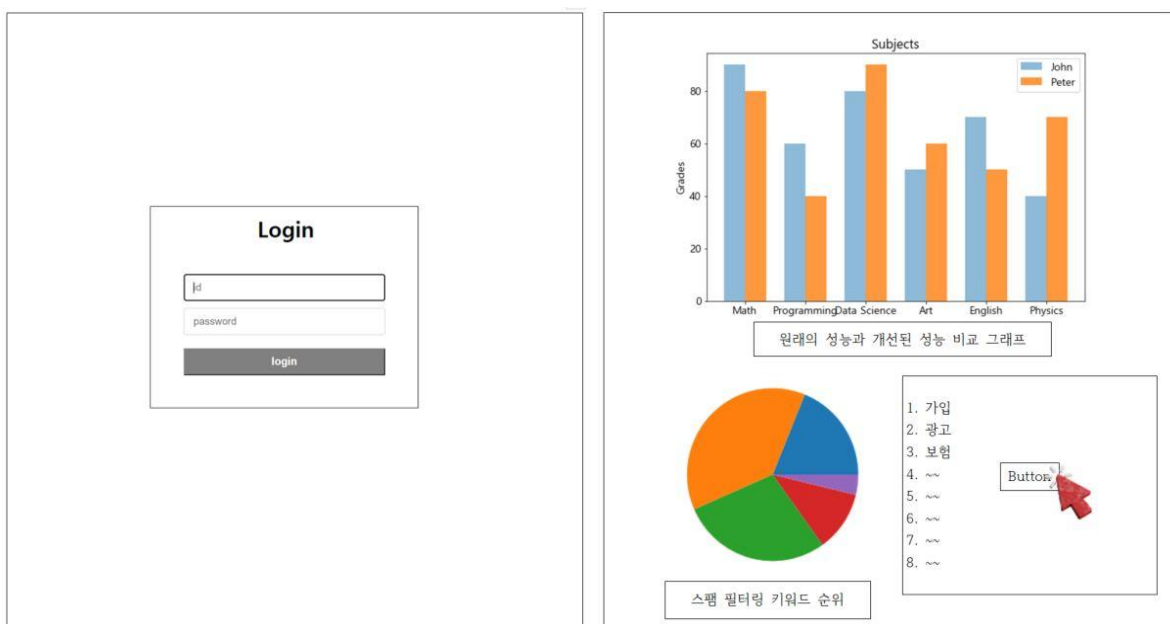 Login
id
password
login
Subjects
John
Peter
Grades
80
60
40
20
0
Math Programming Data Science Art English Physics
원래의 성능과 개선된 성능 비교 그래프
스팸 필터링 키워드 순위
1. 가입
2. 광고
3. 보험
4. ~~
5. ~~
6. ~~
7. ~~
8. ~~
Button